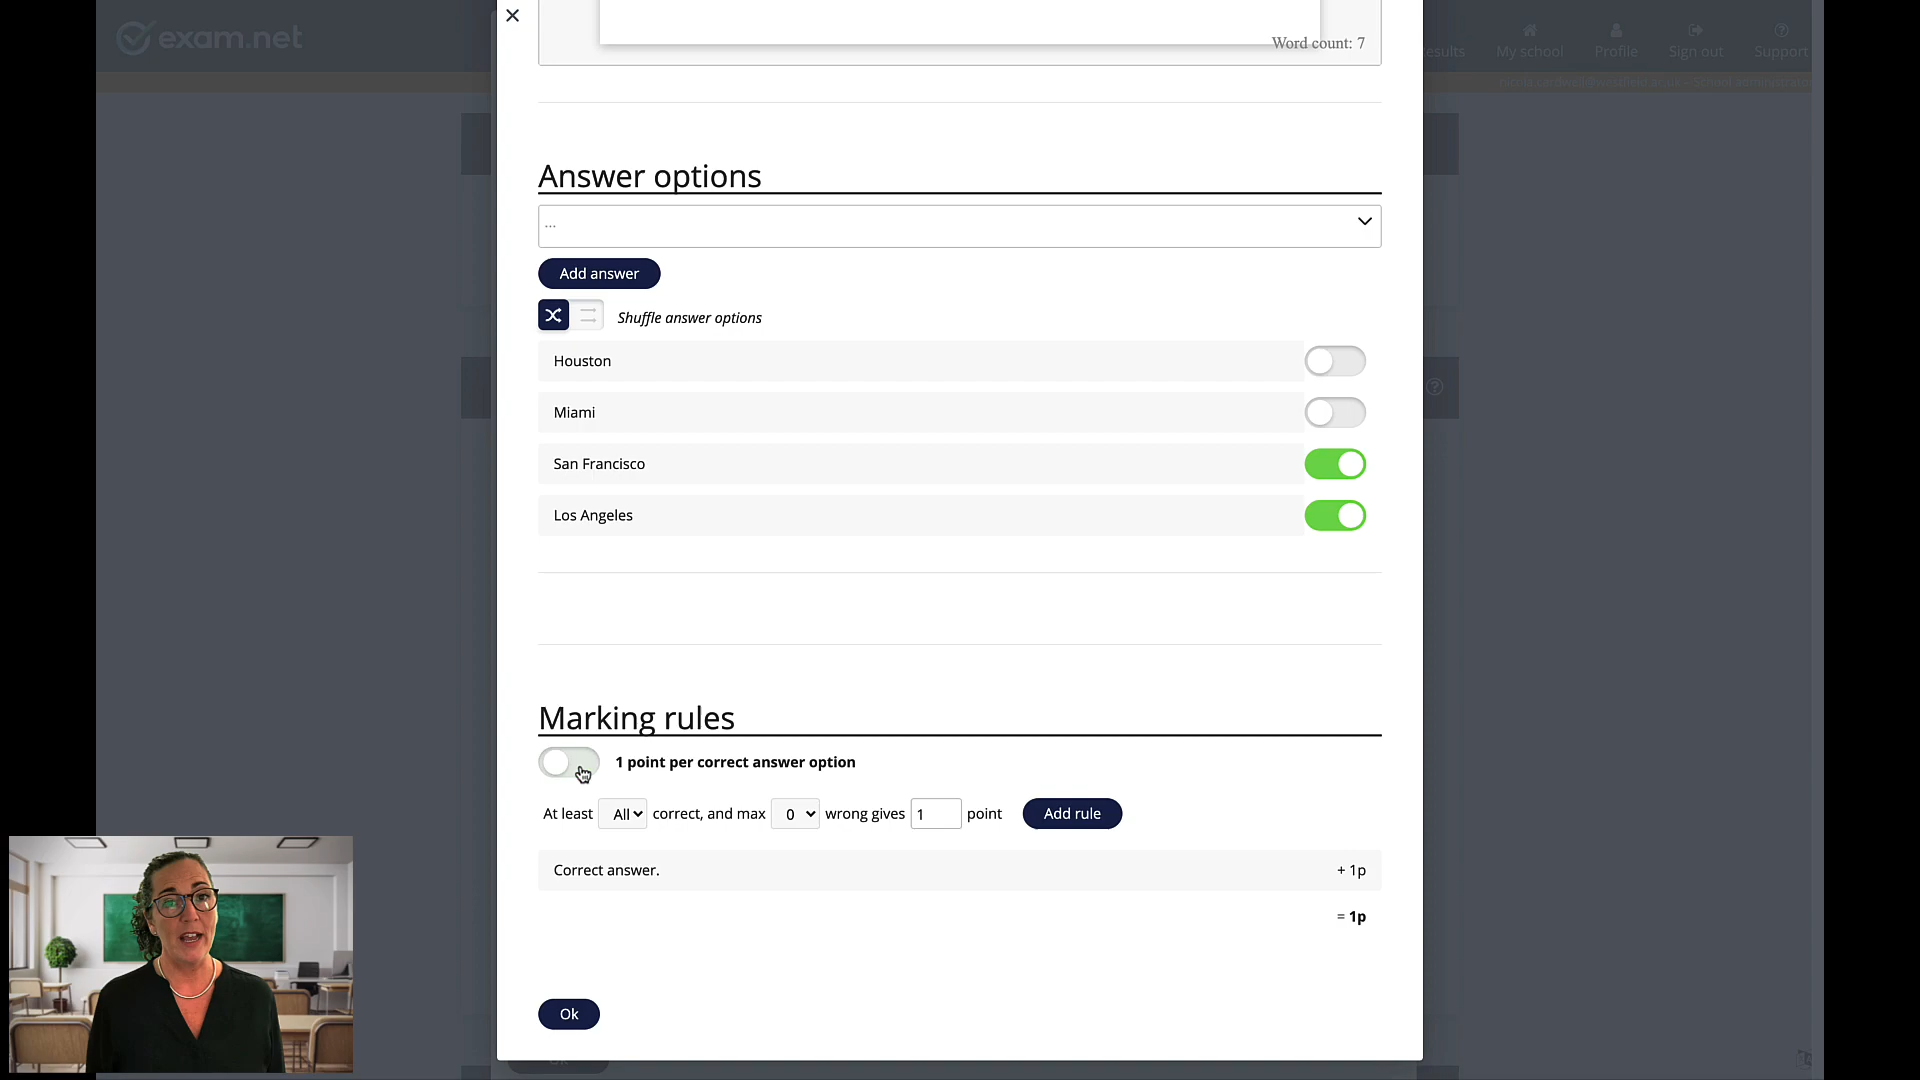 exam.net
Word count: 7
esults
My school
Profile
Sign out
Support
Answer options
...
Add answer
Shuffle answer options
Houston
Miami
San Francisco
Los Angeles
Marking rules
1 point per correct answer option
At least All correct, and max 0 wrong gives 1 point Add rule
Correct answer. + 1p
= 1p
Ok